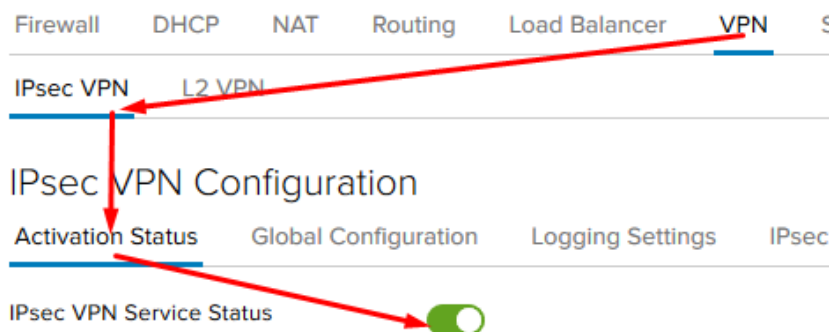 Firewall DHCP NAT Routing Load Balancer VPN S
IPsec VPN L2 VPN
IPsec VPN Configuration
Activation Status Global Configuration Logging Settings IPsec
IPsec VPN Service Status